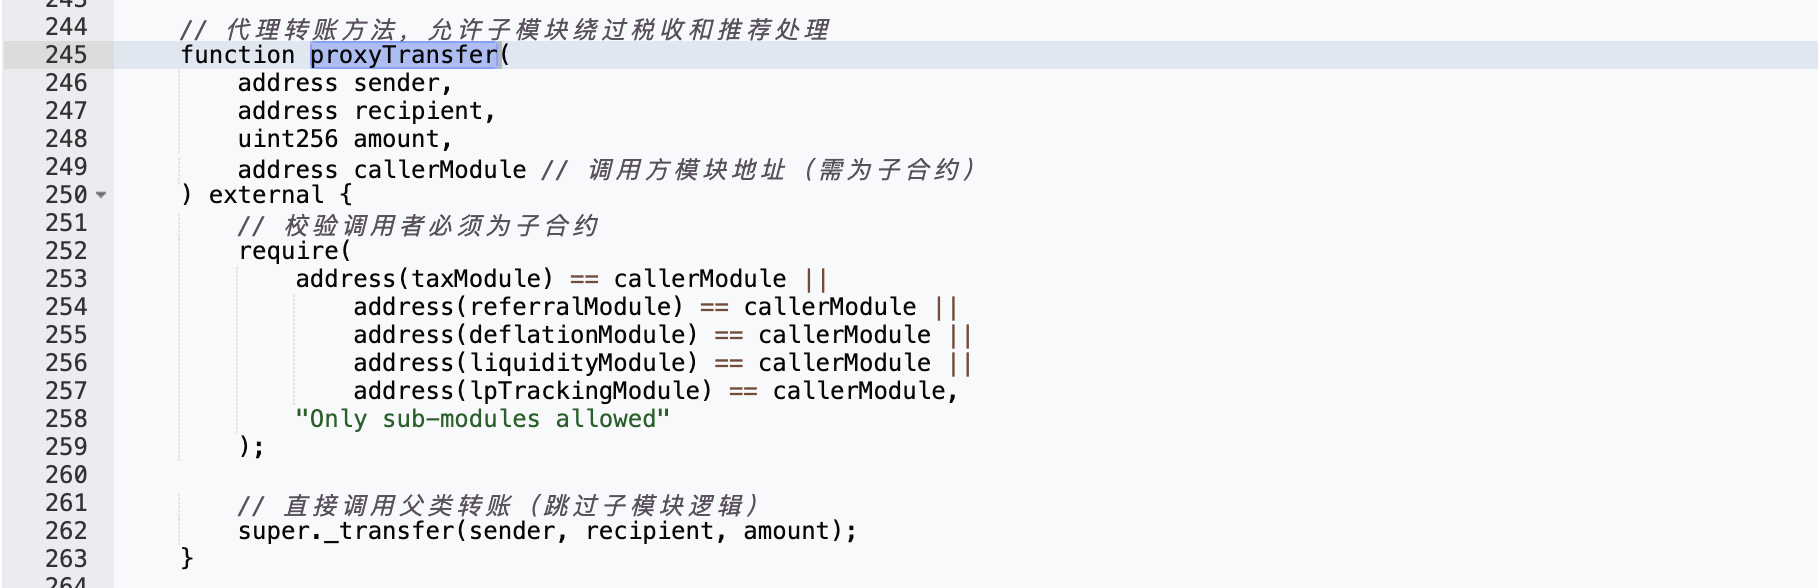 243
244 // 代理转账方法，允许子模块绕过税收和推荐处理
245 function proxyTransfer(
246 address sender,
247 address recipient,
248 uint256 amount,
249 address callerModule // 调用方模块地址（需为子合约）
250 ) external {
251 // 校验调用者必须为子合约
252 require(
253 address(taxModule) == callerModule ||
254 address(referralModule) == callerModule ||
255 address(deflationModule) == callerModule ||
256 address(liquidityModule) == callerModule ||
257 address(lpTrackingModule) == callerModule,
258 "Only sub-modules allowed"
259 );
260
261 // 直接调用父类转账（跳过子模块逻辑）
262 super._transfer(sender, recipient, amount);
263 }
264